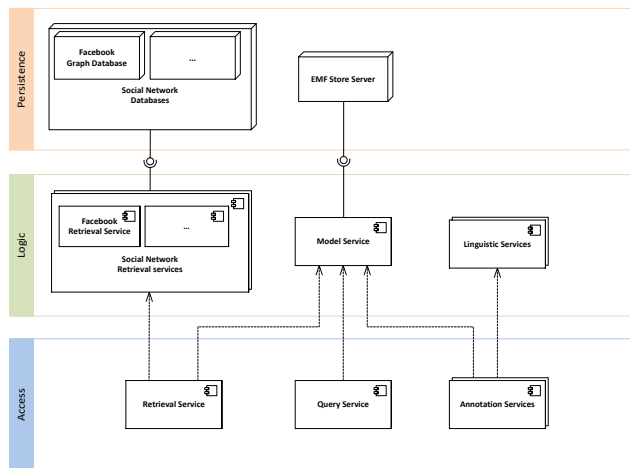 Persistence
Facebook
Graph Database
...
Social Network
Databases
EMF Store Server
Logic
Facebook
Retrieval Service
...
Social Network
Retrieval services
Model Service
Linguistic Services
Access
Retrieval Service
Query Service
Annotation Services